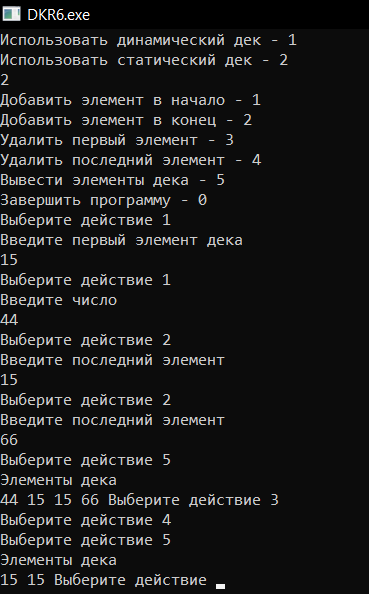 DKR6.exe
Использовать динамический дек - 1
Использовать статический дек - 2
2
Добавить элемент в начало - 1
Добавить элемент в конец - 2
Удалить первый элемент - 3
Удалить последний элемент - 4
Вывести элементы дека - 5
Завершить программу - 0
Выберите действие 1
Введите первый элемент дека
15
Выберите действие 1
Введите число
44
Выберите действие 2
Введите последний элемент
15
Выберите действие 2
Введите последний элемент
66
Выберите действие 5
Элементы дека
44 15 15 66 Выберите действие 3
Выберите действие 4
Выберите действие 5
Элементы дека
15 15 Выберите действие